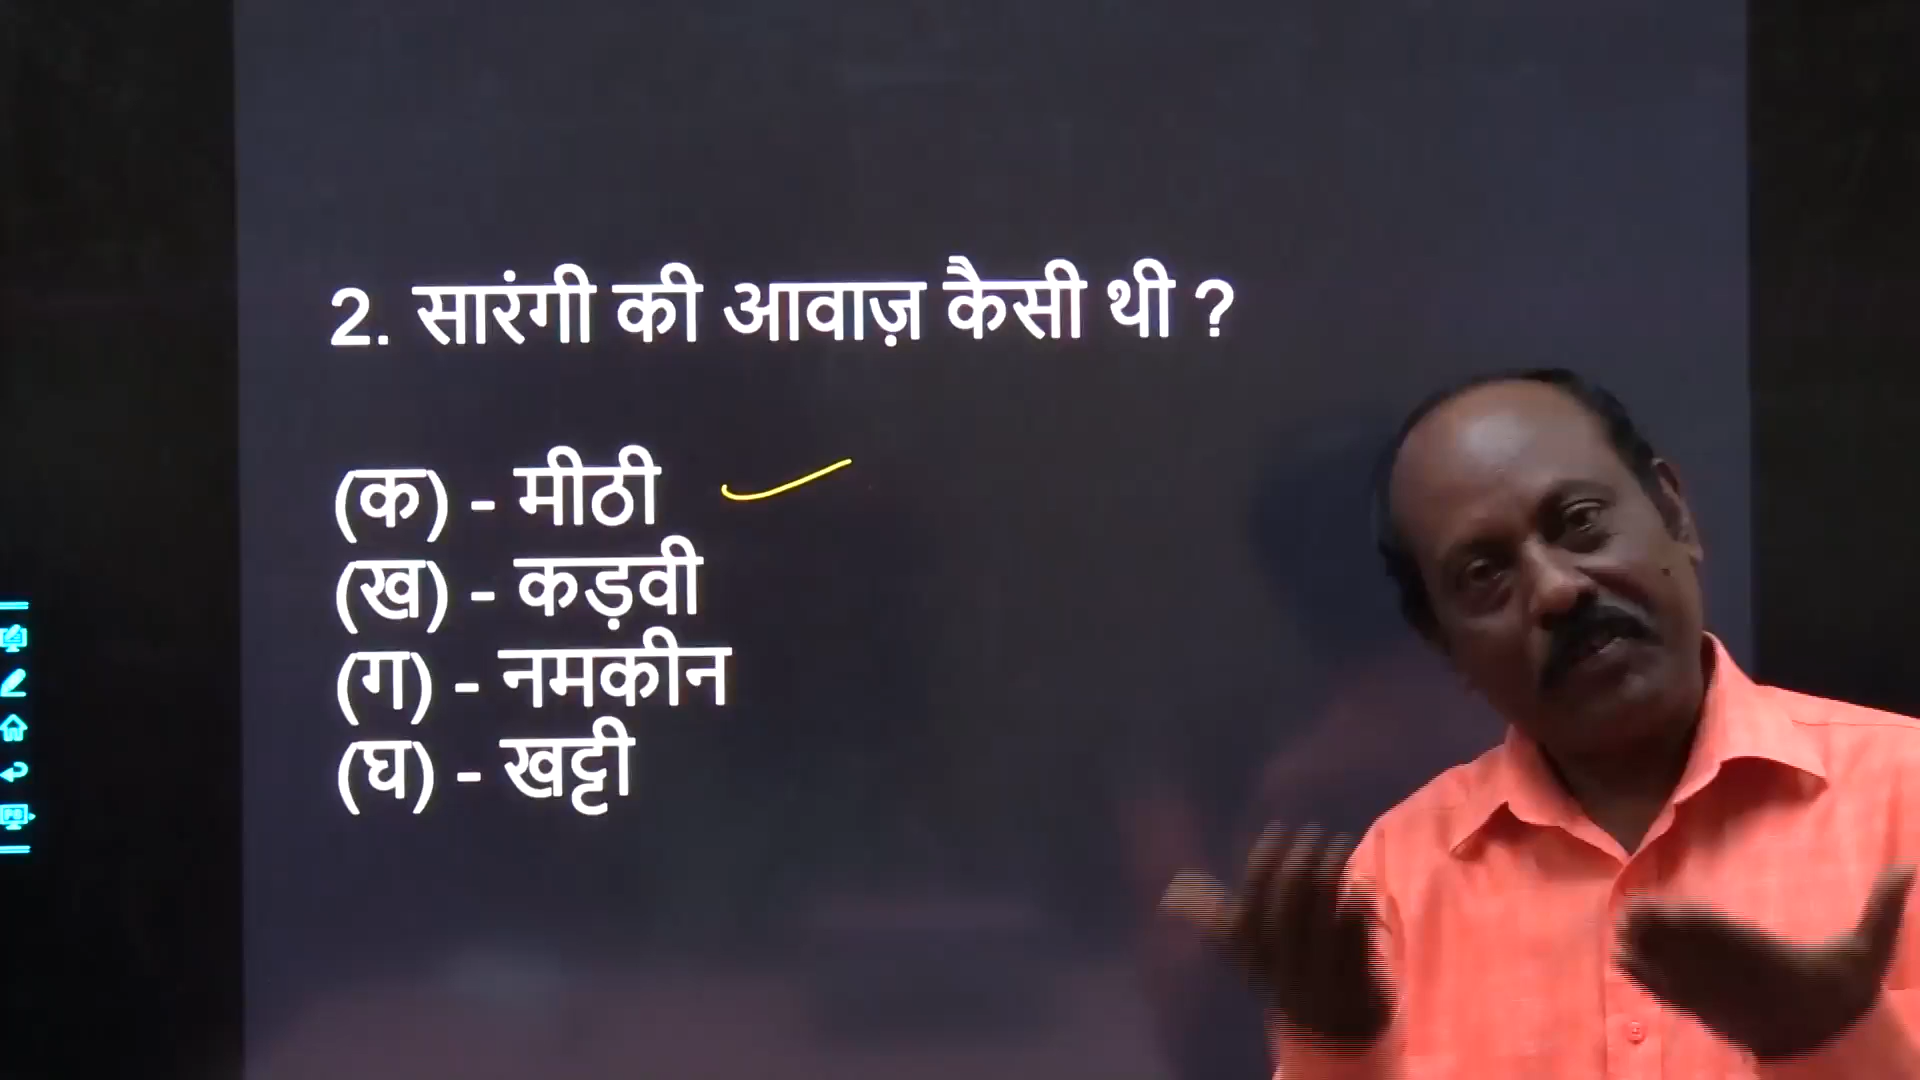 2. सारंगी की आवाज़ कैसी थी ?
(क) - मीठी
(ख) - कड़वी
(ग) - नमकीन
(घ) - खट्टी